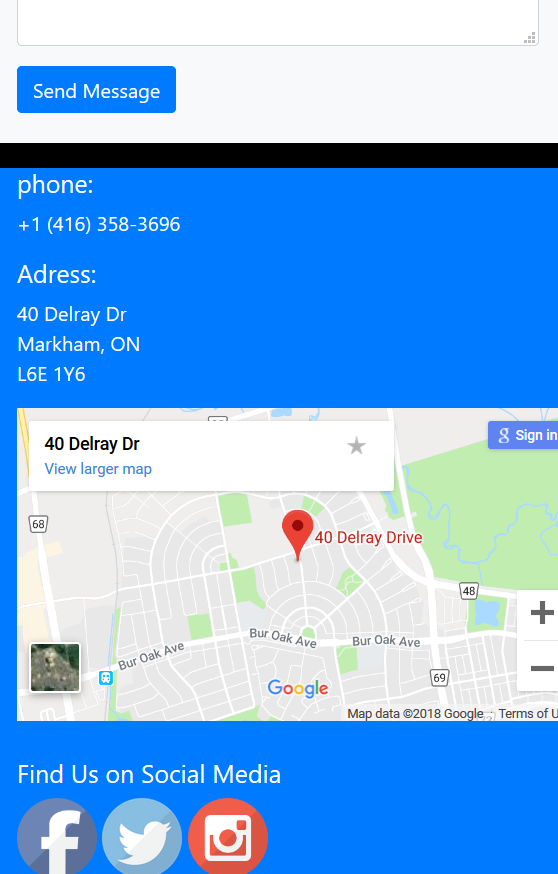 Send Message
phone:
+1 (416) 358-3696
Adress:
40 Delray Dr
Markham, ON
L6E 1Y6
40 Delray Dr
View larger map
Sign in
68
40 Delray Drive
48
Bur Oak Ave
Bur Oak Ave
Bur Oak Ave
69
Google
Map data ©2018 Google
Terms of U
Find Us on Social Media